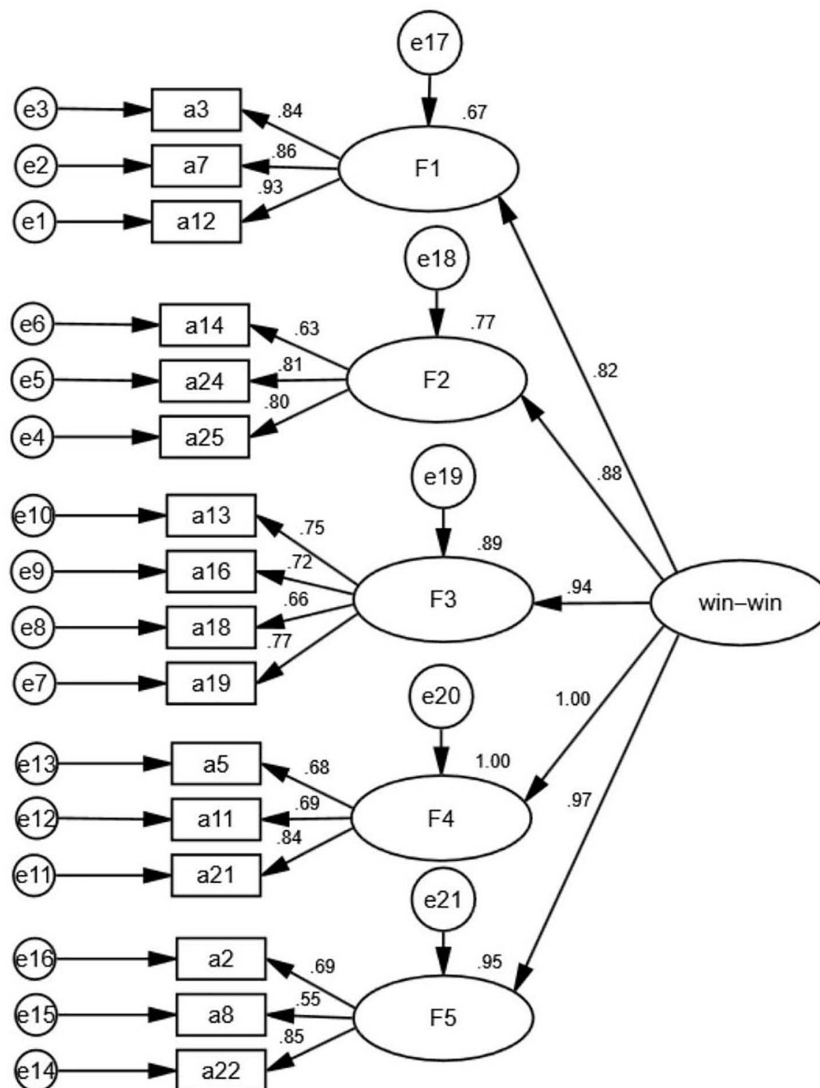 e17
.67
e3
a3
.84
e2
a7
.86
F1
e1
a12
.93
e18
.77
e6
a14
.63
e5
a24
.81
F2
e4
a25
.80
.82
.88
e19
.89
e10
a13
.75
e9
a16
.72
F3
e8
a18
.66
e7
a19
.77
.94
win–win
e20
1.00
1.00
e13
a5
.68
e12
a11
.69
F4
e11
a21
.84
.97
e21
.95
e16
a2
.69
e15
a8
.55
F5
e14
a22
.85